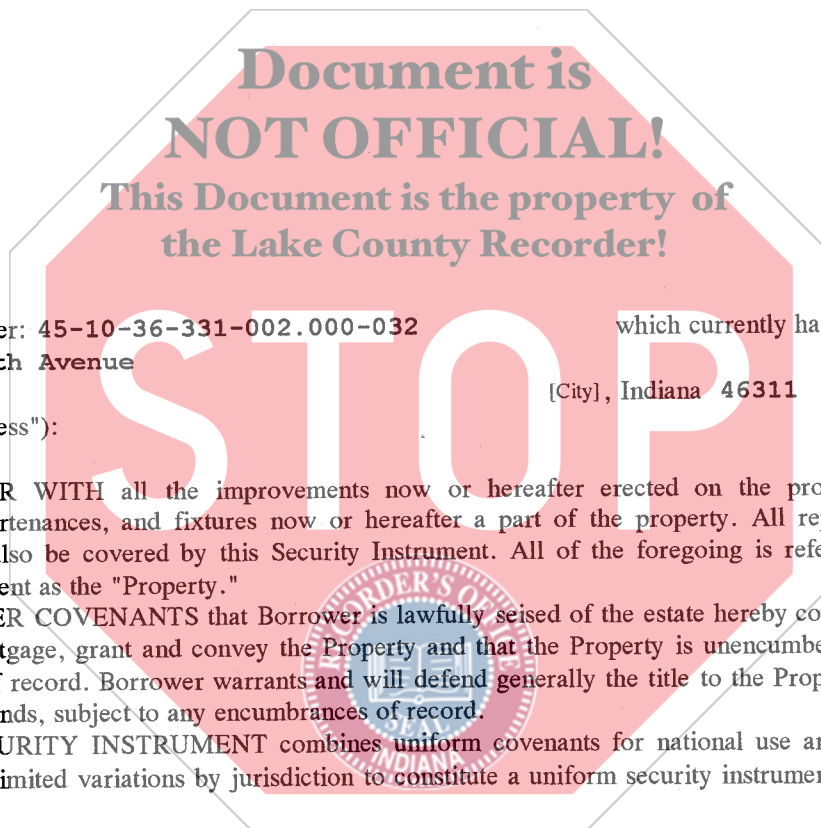 Document is
NOT OFFICIAL!
This Document is the property of
the Lake County Recorder!
er: 45-10-36-331-002.000-032 which currently ha
ch Avenue
[City], Indiana 46311
ess"):
STOP
R WITH all the improvements now or hereafter erected on the pro
rtenances, and fixtures now or hereafter a part of the property. All re
lso be covered by this Security Instrument. All of the foregoing is refe
ent as the "Property."
ER COVENANTS that Borrower is lawfully seised of the estate hereby co
tgage, grant and convey the Property and that the Property is unencumbe
f record. Borrower warrants and will defend generally the title to the Prop
nds, subject to any encumbrances of record.
URITY INSTRUMENT combines uniform covenants for national use a
imited variations by jurisdiction to constitute a uniform security instrume
RECORDER'S OFFICE
SEAL
INDIANA